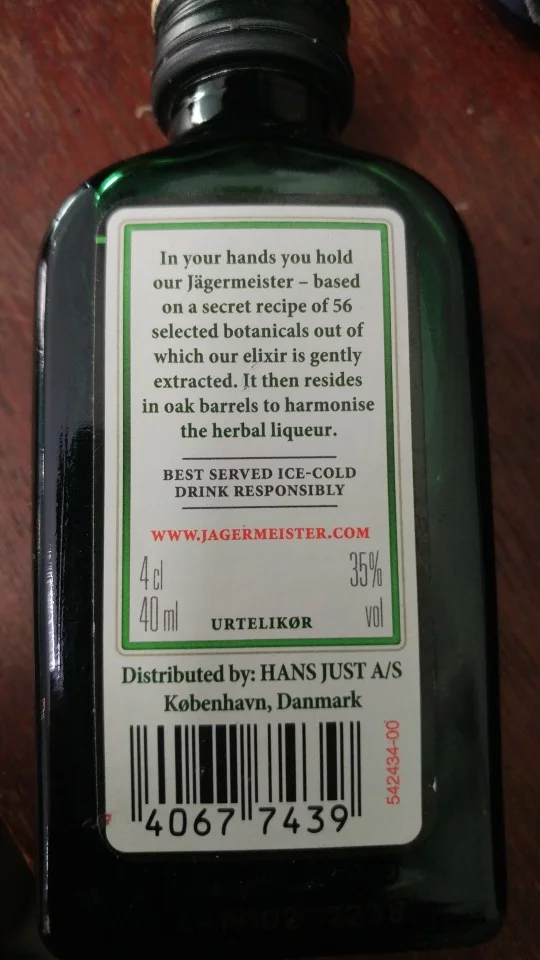 In your hands you hold
our Jägermeister – based
on a secret recipe of 56
selected botanicals out of
which our elixir is gently
extracted. It then resides
in oak barrels to harmonise
the herbal liqueur.
BEST SERVED ICE-COLD
DRINK RESPONSIBLY
WWW.JAGERMEISTER.COM
4 cl 35%
40 ml URTELIKØR vol
Distributed by: HANS JUST A/S
København, Danmark
542434-00
4067 7439